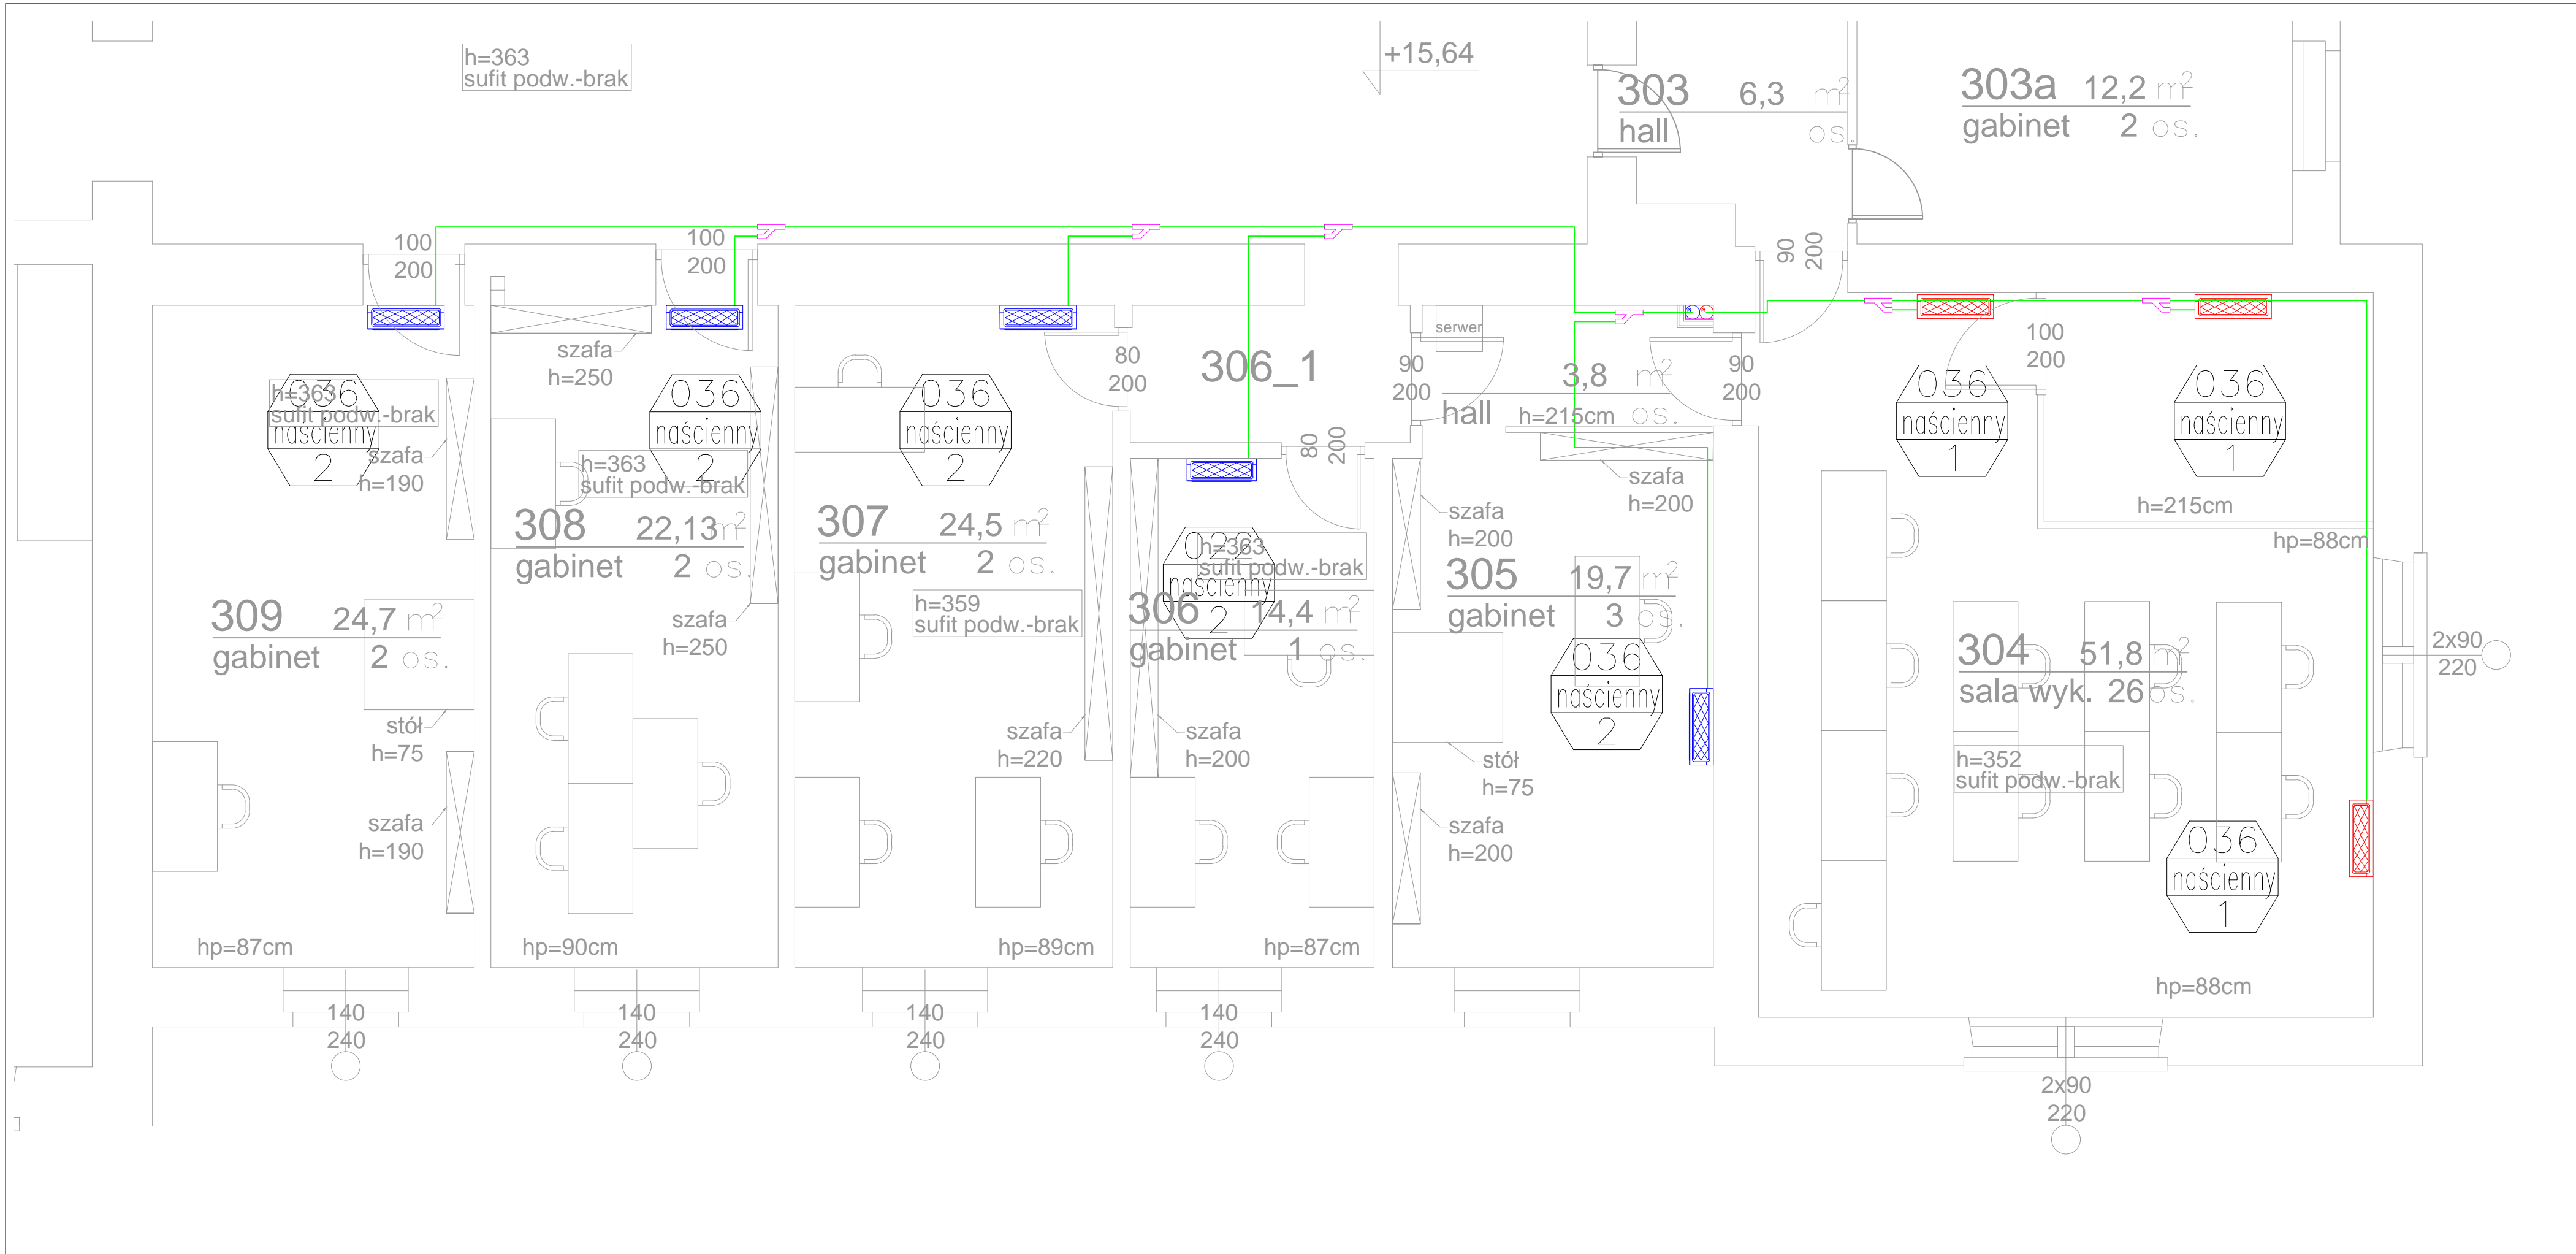 h=363
sufit podw.-brak
+15,64
303 6,3 m²
hall os.
303a 12,2 m²
gabinet 2 os.
100
200
100
200
90
200
szafa
h=250
80
200
306_1
serwer
90
200
3,8 m²
hall h=215cm os.
90
200
100
200
h=363
sufit podw.-brak
036
naścienny
2
szafa
h=190
036
naścienny
2
h=363
sufit podw.-brak
036
naścienny
2
80
200
szafa
h=200
036
naścienny
1
036
naścienny
1
h=215cm
hp=88cm
308 22,13 m²
gabinet 2 os.
307 24,5 m²
gabinet 2 os.
szafa
h=200
h=363
sufit podw.-brak
022
naścienny
2
305 19,7 m²
gabinet 3 os.
309 24,7 m²
gabinet 2 os.
szafa
h=250
h=359
sufit podw.-brak
306 14,4 m²
gabinet 1 os.
036
naścienny
2
304 51,8 m²
sala wyk. 26 os.
2x90
220
stół
h=75
szafa
h=220
szafa
h=200
stół
h=75
h=352
sufit podw.-brak
szafa
h=190
szafa
h=200
036
naścienny
1
hp=87cm
hp=90cm
hp=89cm
hp=87cm
hp=88cm
140
240
140
240
140
240
140
240
2x90
220